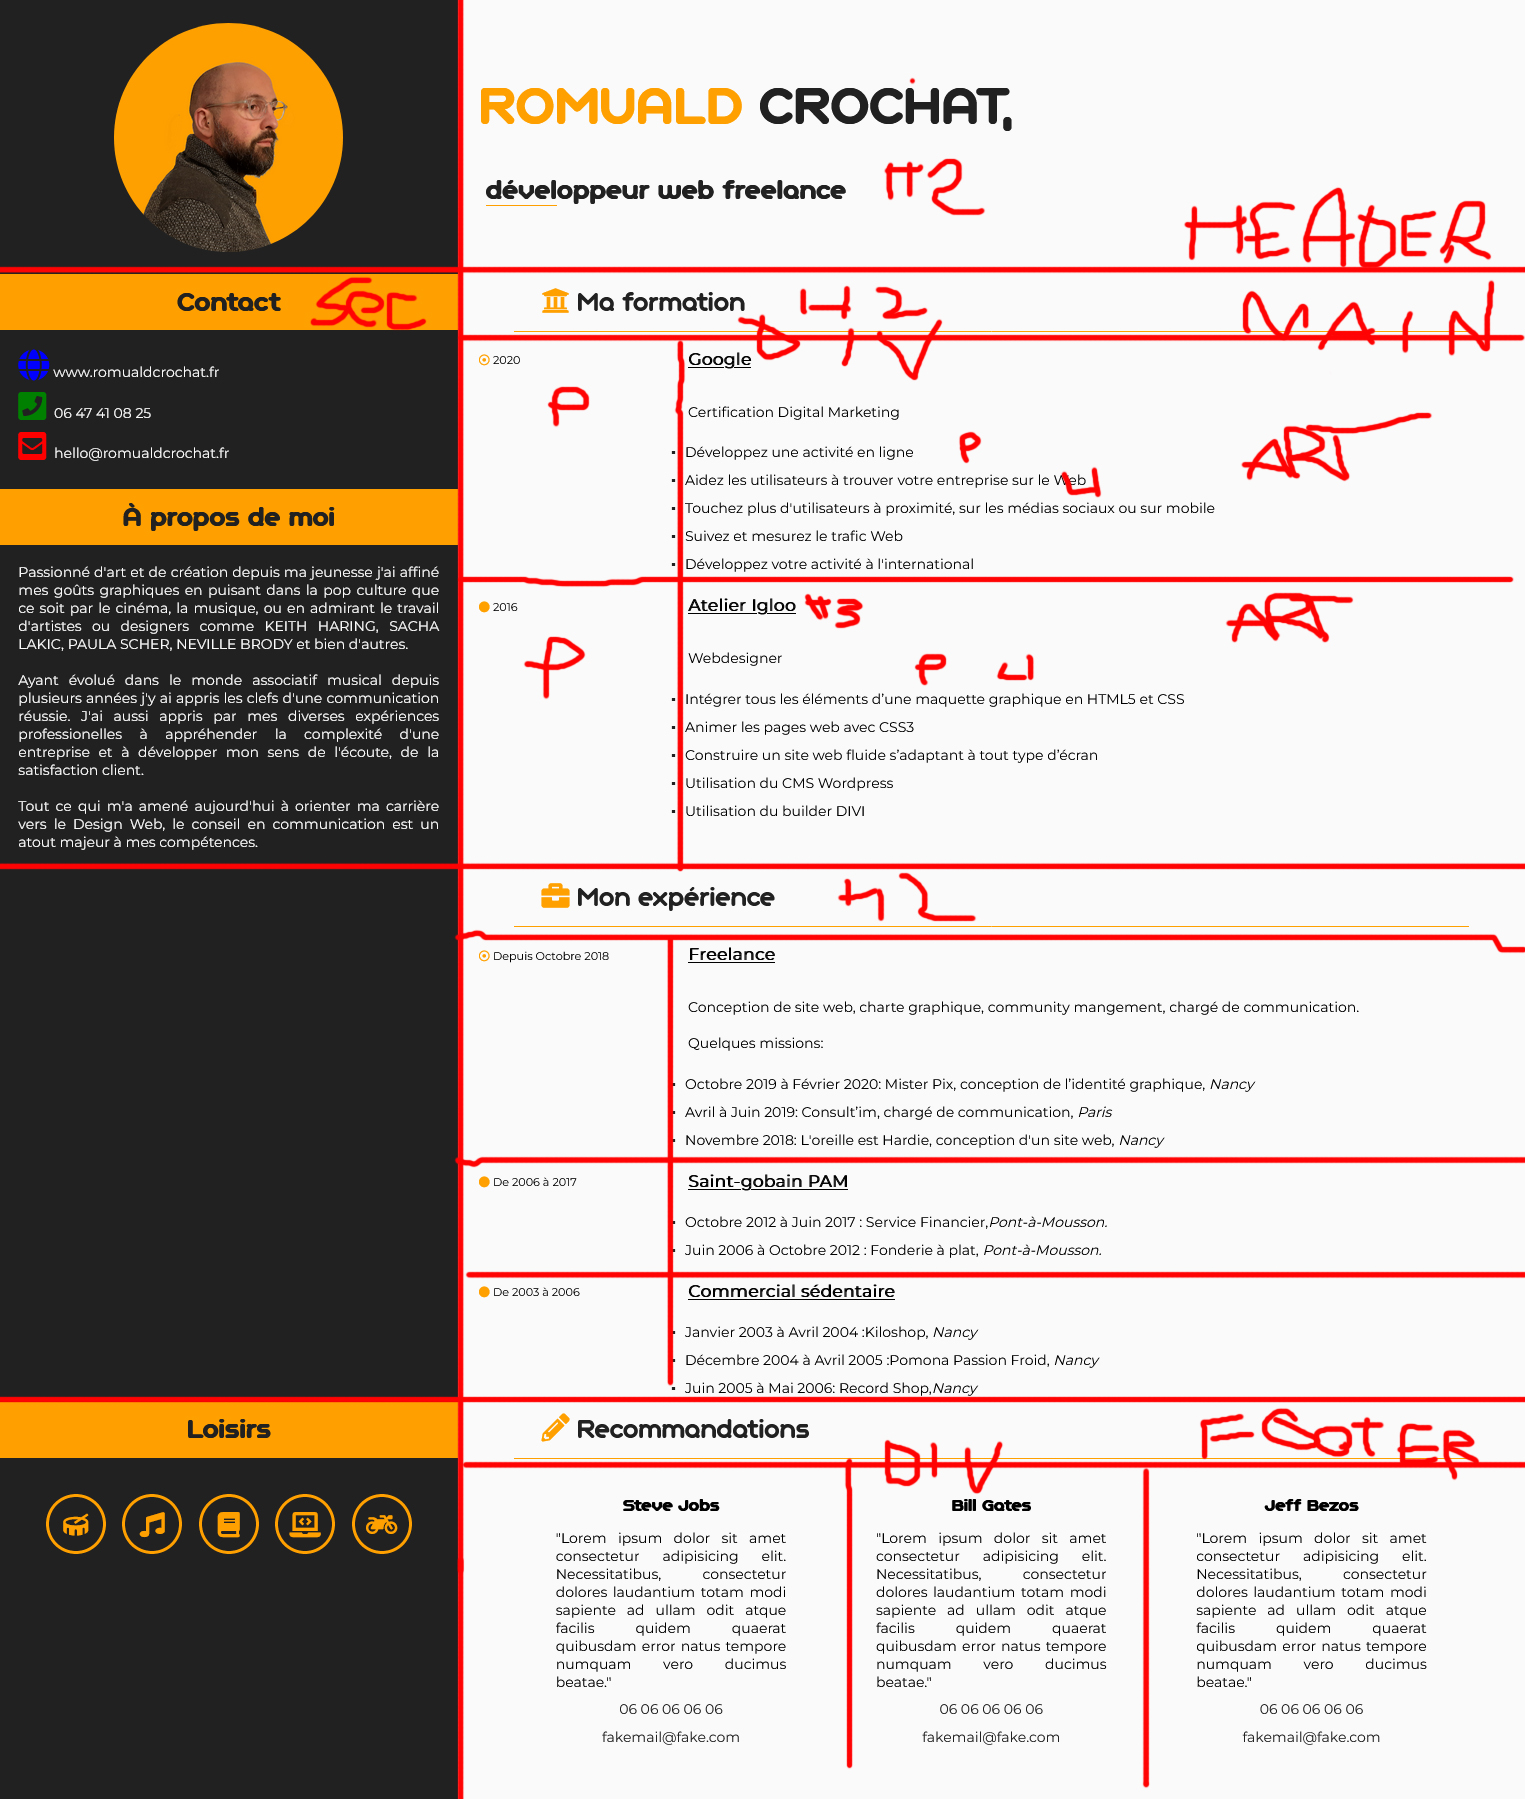 ROMUALD CROCHAT,
développeur web freelance H2
HEADER
Contact SEC
www.romualdcrochat.fr
06 47 41 08 25
hello@romualdcrochat.fr
À propos de moi
Passionné d'art et de création depuis ma jeunesse j'ai affiné
mes goûts graphiques en puisant dans la pop culture que
ce soit par le cinéma, la musique, ou en admirant le travail
d'artistes ou designers comme KEITH HARING, SACHA
LAKIC, PAULA SCHER, NEVILLE BRODY et bien d'autres.
Ayant évolué dans le monde associatif musical depuis
plusieurs années j'y ai appris les clefs d'une communication
réussie. J'ai aussi appris par mes diverses expériences
professionelles à appréhender la complexité d'une
entreprise et à développer mon sens de l'écoute, de la
satisfaction client.
Tout ce qui m'a amené aujourd'hui à orienter ma carrière
vers le Design Web, le conseil en communication est un
atout majeur à mes compétences.
Ma formation H2 MAIN
DIV
2020
P
Google
Certification Digital Marketing
Développez une activité en ligne P
ART
Aidez les utilisateurs à trouver votre entreprise sur le Web
Touchez plus d'utilisateurs à proximité, sur les médias sociaux ou sur mobile
Suivez et mesurez le trafic Web
Développez votre activité à l'international
2016
P
Atelier Igloo H3 ART
Webdesigner P
Intégrer tous les éléments d’une maquette graphique en HTML5 et CSS
Animer les pages web avec CSS3
Construire un site web fluide s’adaptant à tout type d’écran
Utilisation du CMS Wordpress
Utilisation du builder DIVI
Mon expérience H2
Depuis Octobre 2018
Freelance
Conception de site web, charte graphique, community mangement, chargé de communication.
Quelques missions:
Octobre 2019 à Février 2020: Mister Pix, conception de l’identité graphique, Nancy
Avril à Juin 2019: Consult’im, chargé de communication, Paris
Novembre 2018: L'oreille est Hardie, conception d'un site web, Nancy
De 2006 à 2017
Saint-gobain PAM
Octobre 2012 à Juin 2017 : Service Financier,Pont-à-Mousson.
Juin 2006 à Octobre 2012 : Fonderie à plat, Pont-à-Mousson.
De 2003 à 2006
Commercial sédentaire
Janvier 2003 à Avril 2004 :Kiloshop, Nancy
Décembre 2004 à Avril 2005 :Pomona Passion Froid, Nancy
Juin 2005 à Mai 2006: Record Shop,Nancy
Loisirs
Recommandations FOOTER
DIV
Steve Jobs
"Lorem ipsum dolor sit amet
consectetur adipisicing elit.
Necessitatibus, consectetur
dolores laudantium totam modi
sapiente ad ullam odit atque
facilis quidem quaerat
quibusdam error natus tempore
numquam vero ducimus
beatae."
06 06 06 06 06
fakemail@fake.com
Bill Gates
"Lorem ipsum dolor sit amet
consectetur adipisicing elit.
Necessitatibus, consectetur
dolores laudantium totam modi
sapiente ad ullam odit atque
facilis quidem quaerat
quibusdam error natus tempore
numquam vero ducimus
beatae."
06 06 06 06 06
fakemail@fake.com
Jeff Bezos
"Lorem ipsum dolor sit amet
consectetur adipisicing elit.
Necessitatibus, consectetur
dolores laudantium totam modi
sapiente ad ullam odit atque
facilis quidem quaerat
quibusdam error natus tempore
numquam vero ducimus
beatae."
06 06 06 06 06
fakemail@fake.com